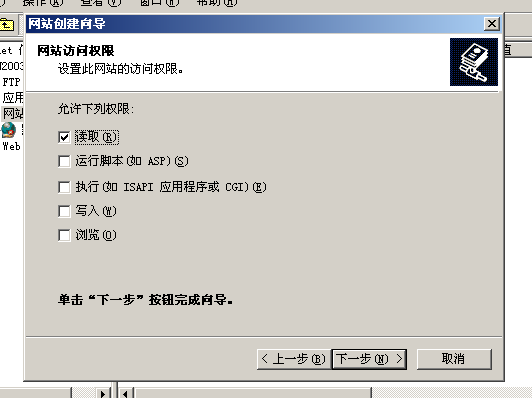 操作(A) 查看(V) 窗口(W) 帮助(H)
网站创建向导
网站访问权限
设置此网站的访问权限。
值
2003
FTP
应用
网站
Web
允许下列权限:
读取(R)
运行脚本(如 ASP)(S)
执行(如 ISAPI 应用程序或 CGI)(E)
写入(W)
浏览(O)
单击“下一步”按钮完成向导。
< 上一步(B) 下一步(N) > 取消